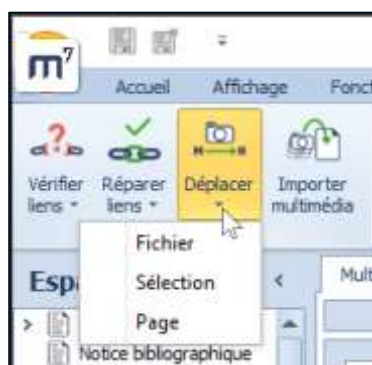 m7
Accueil Affichage Fonct
Vérifier liens Réparer liens Déplacer Importer multimédia
Fichier
Sélection
Page
Esp
Mult
Notice bibliographique